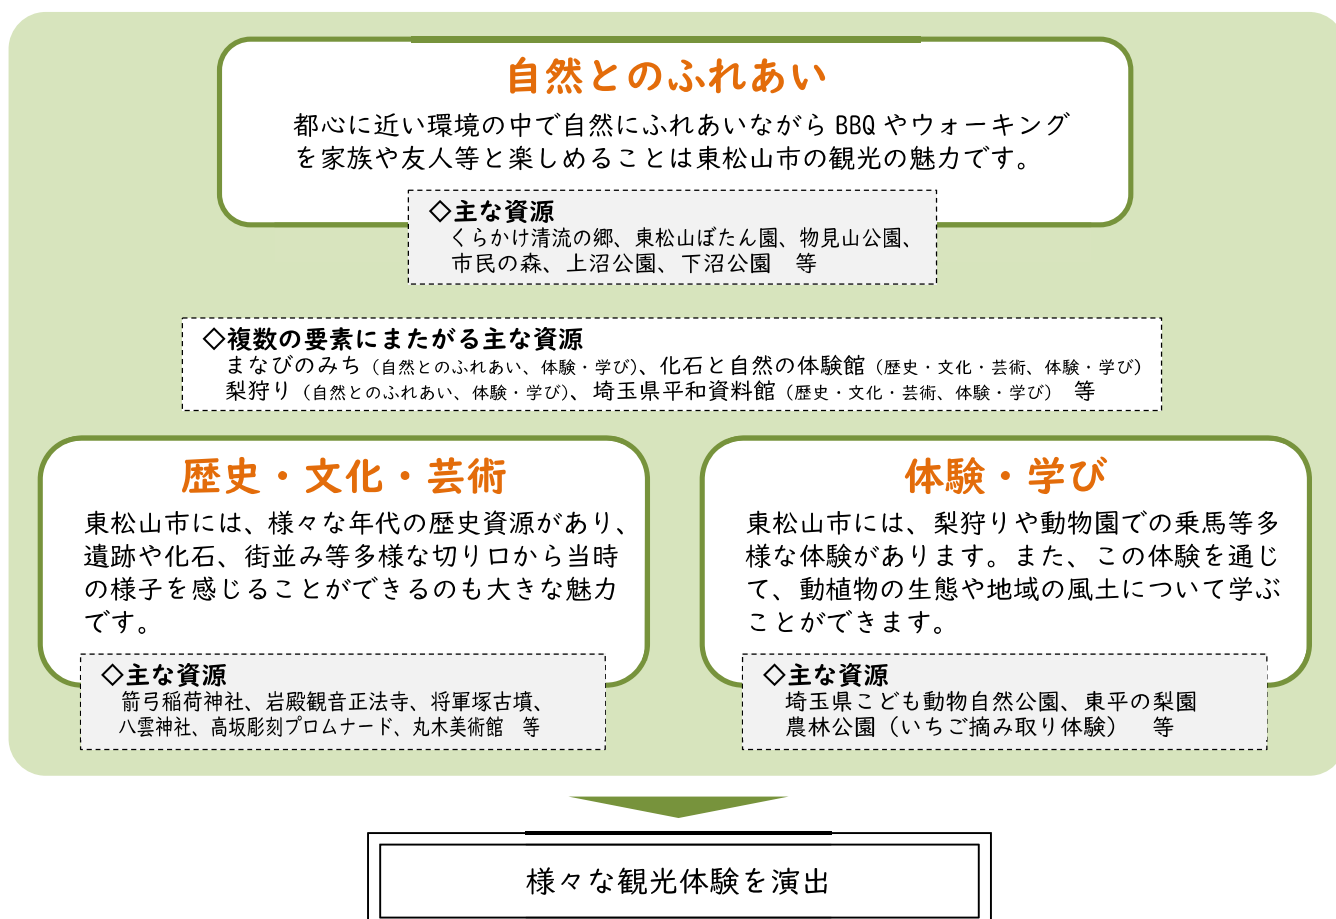 自然とのふれあい
都心に近い環境の中で自然にふれあいながら BBQ やウォーキング
を家族や友人等と楽しめることは東松山市の観光の魅力です。
◇主な資源
くらかけ清流の郷、東松山ぼたん園、物見山公園、
市民の森、上沼公園、下沼公園　等
◇複数の要素にまたがる主な資源
まなびのみち（自然とのふれあい、体験・学び）、化石と自然の体験館（歴史・文化・芸術、体験・学び）
梨狩り（自然とのふれあい、体験・学び）、埼玉県平和資料館（歴史・文化・芸術、体験・学び）　等
歴史・文化・芸術
東松山市には、様々な年代の歴史資源があり、
遺跡や化石、街並み等多様な切り口から当時
の様子を感じることができるのも大きな魅力
です。
◇主な資源
箭弓稲荷神社、岩殿観音正法寺、将軍塚古墳、
八雲神社、高坂彫刻プロムナード、丸木美術館　等
体験・学び
東松山市には、梨狩りや動物園での乗馬等多
様な体験があります。また、この体験を通じ
て、動植物の生態や地域の風土について学ぶ
ことができます。
◇主な資源
埼玉県こども動物自然公園、東平の梨園
農林公園（いちご摘み取り体験）　等
様々な観光体験を演出